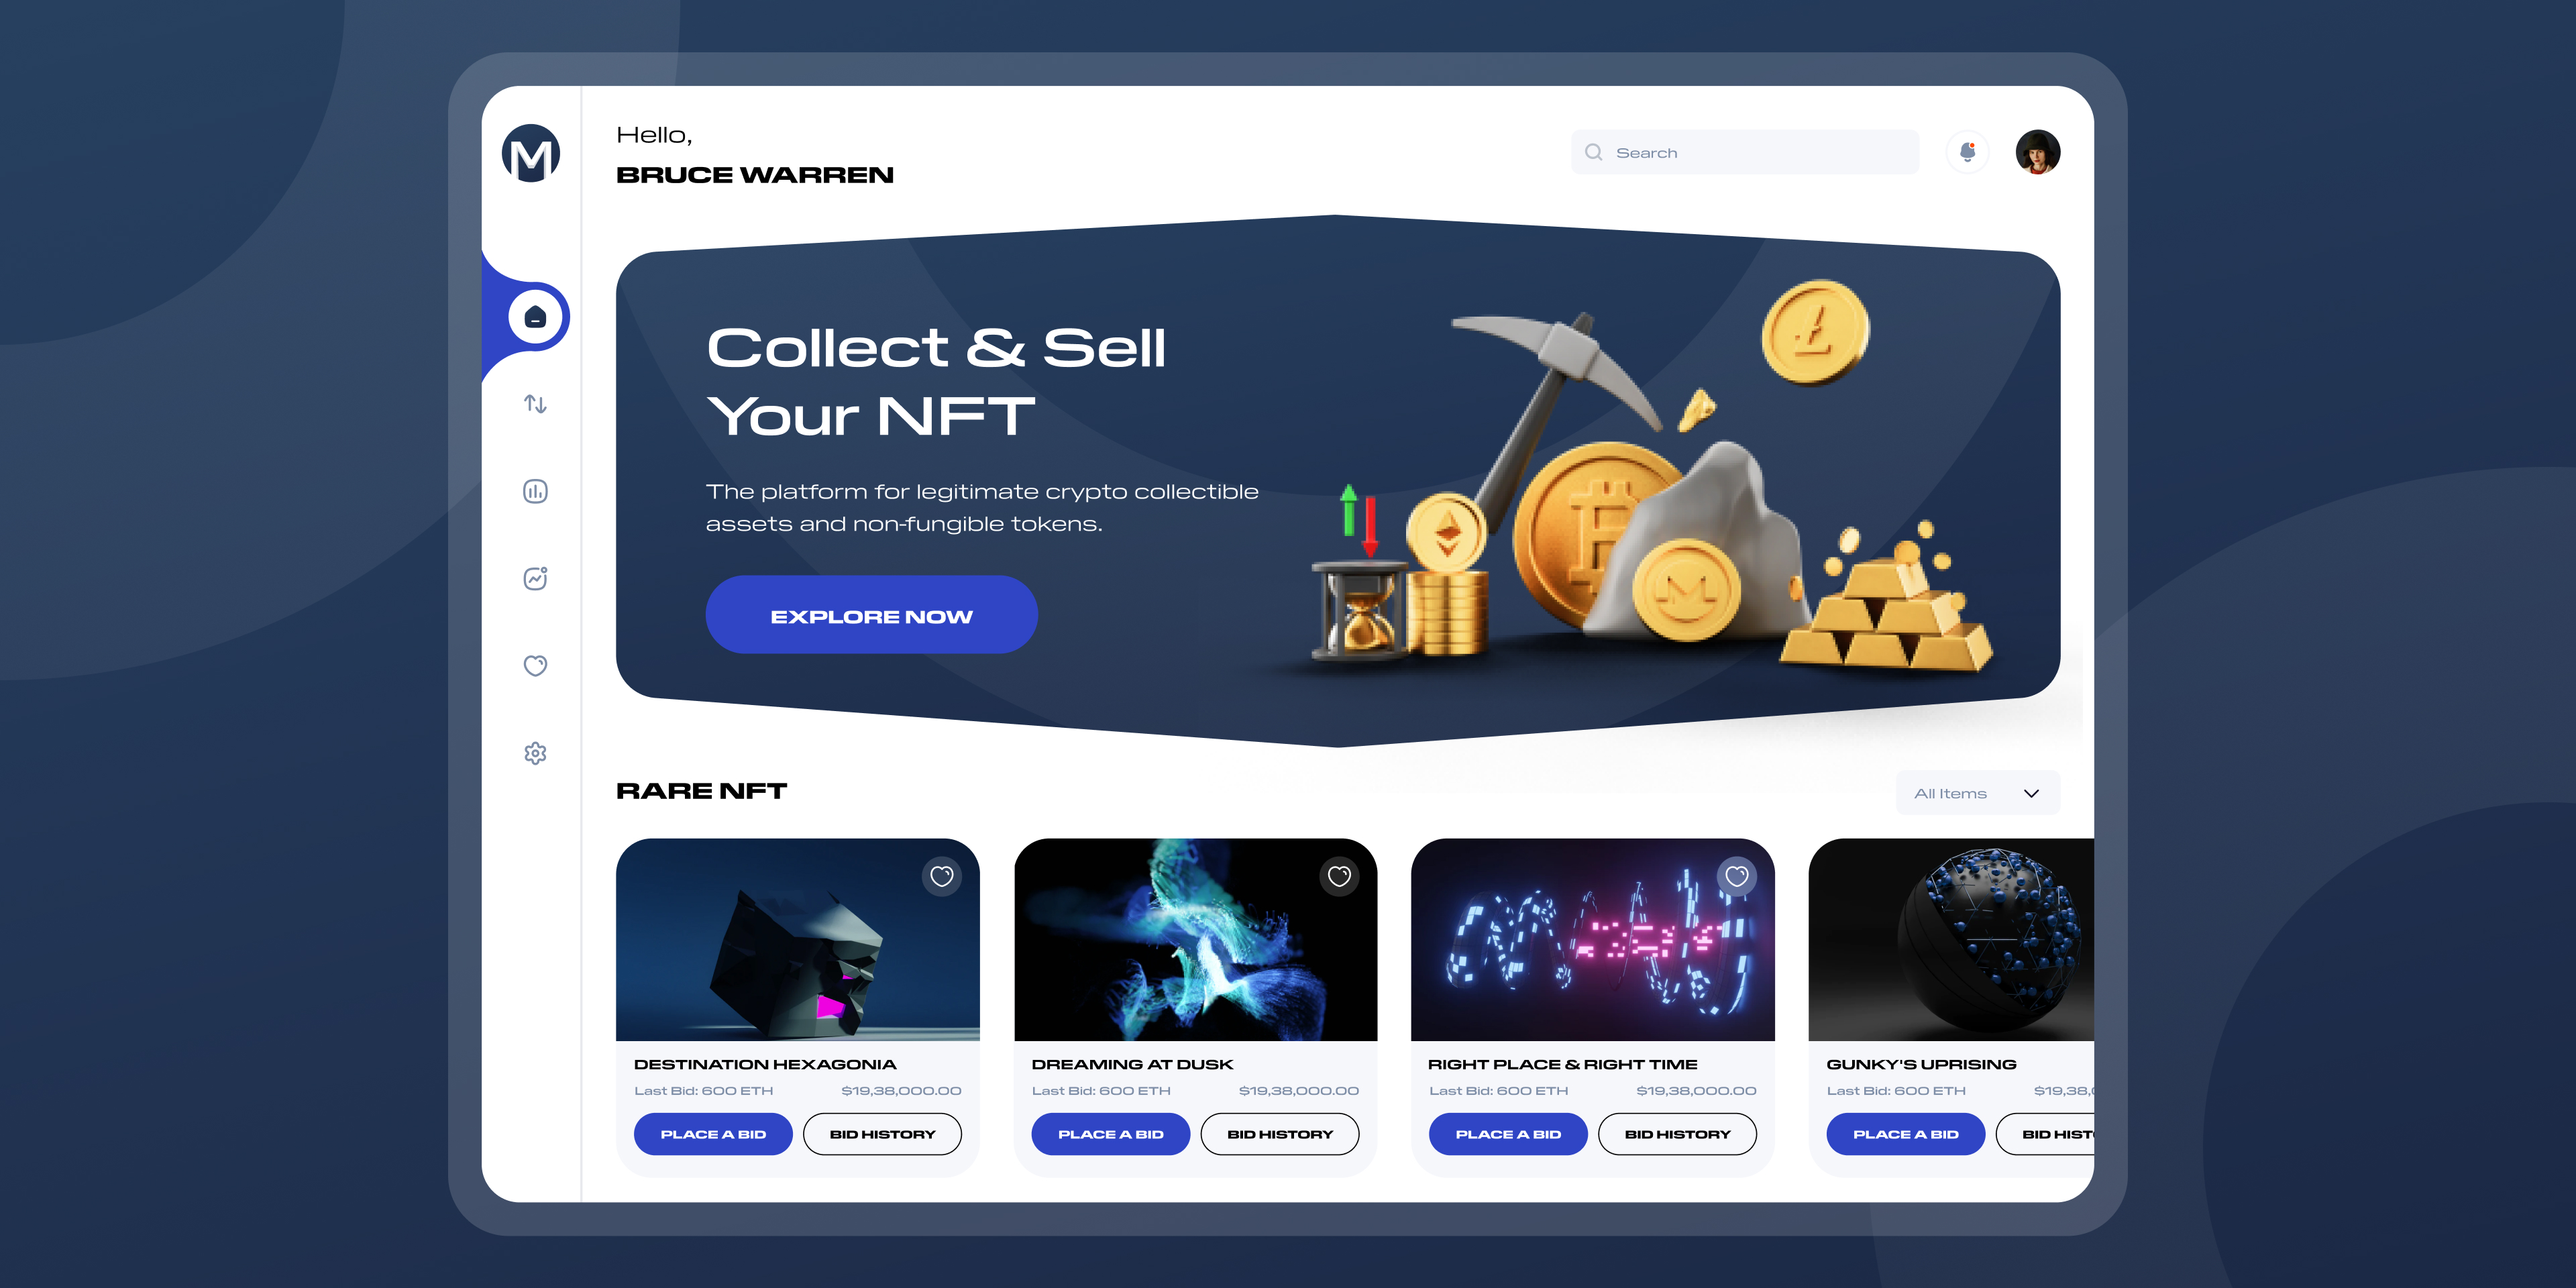 M
Hello,
BRUCE WARREN
Search
Collect & Sell
Your NFT
The platform for legitimate crypto collectible
assets and non-fungible tokens.
EXPLORE NOW
RARE NFT
All Items
DESTINATION HEXAGONIA
Last Bid: 600 ETH $19,38,000.00
PLACE A BID BID HISTORY
DREAMING AT DUSK
Last Bid: 600 ETH $19,38,000.00
PLACE A BID BID HISTORY
RIGHT PLACE & RIGHT TIME
Last Bid: 600 ETH $19,38,000.00
PLACE A BID BID HISTORY
GUNKY'S UPRISING
Last Bid: 600 ETH $19,38,
PLACE A BID BID HIST